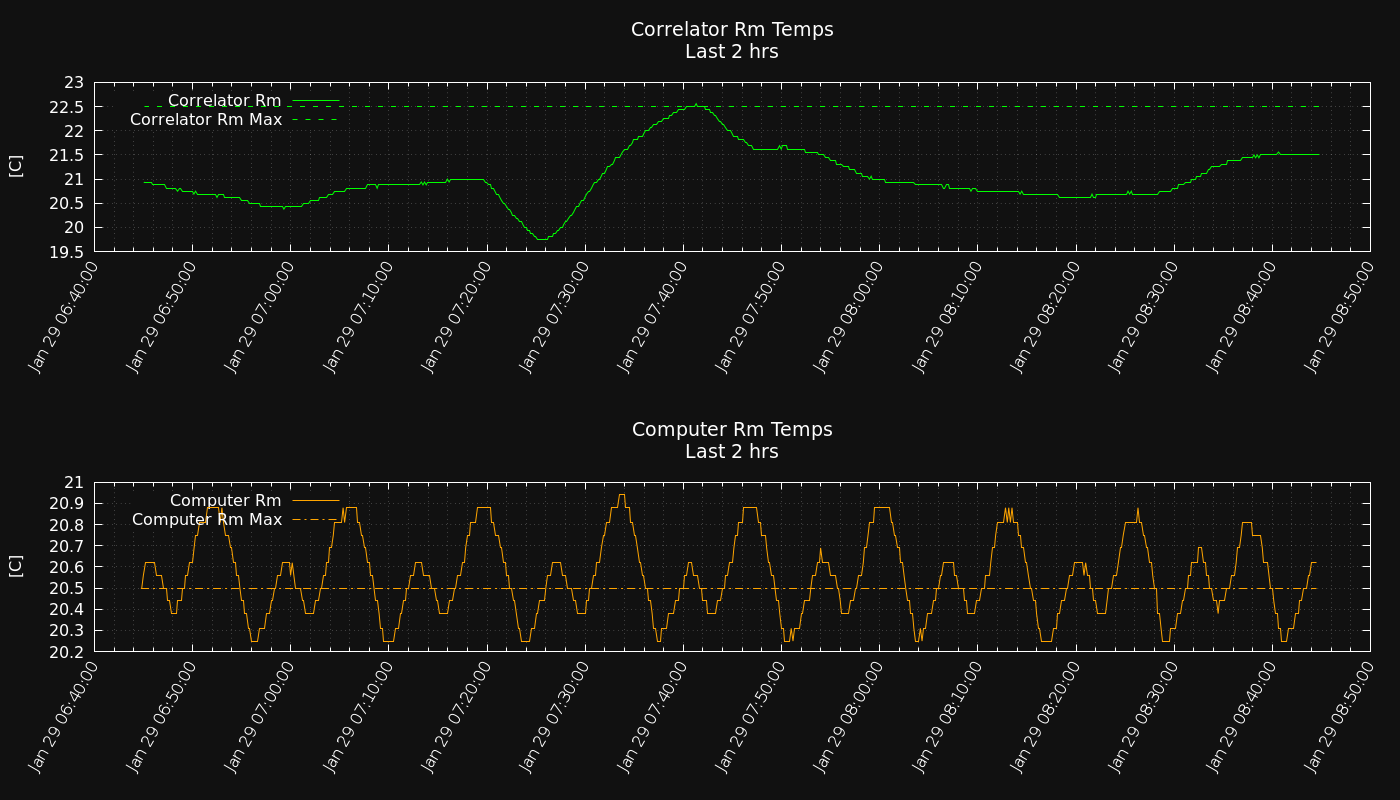 Correlator Rm Temps
Last 2 hrs
[C]
23
22.5
22
21.5
21
20.5
20
19.5
Correlator Rm
Correlator Rm Max
Jan 29 06:40:00
Jan 29 06:50:00
Jan 29 07:00:00
Jan 29 07:10:00
Jan 29 07:20:00
Jan 29 07:30:00
Jan 29 07:40:00
Jan 29 07:50:00
Jan 29 08:00:00
Jan 29 08:10:00
Jan 29 08:20:00
Jan 29 08:30:00
Jan 29 08:40:00
Jan 29 08:50:00
Computer Rm Temps
Last 2 hrs
[C]
21
20.9
20.8
20.7
20.6
20.5
20.4
20.3
20.2
Computer Rm
Computer Rm Max
Jan 29 06:40:00
Jan 29 06:50:00
Jan 29 07:00:00
Jan 29 07:10:00
Jan 29 07:20:00
Jan 29 07:30:00
Jan 29 07:40:00
Jan 29 07:50:00
Jan 29 08:00:00
Jan 29 08:10:00
Jan 29 08:20:00
Jan 29 08:30:00
Jan 29 08:40:00
Jan 29 08:50:00